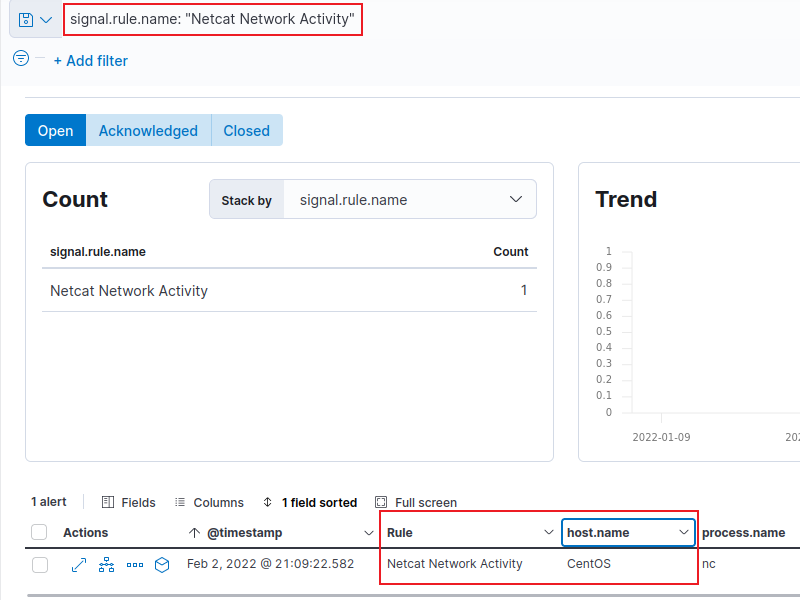 signal.rule.name: "Netcat Network Activity"
+ Add filter
Open Acknowledged Closed
Count Stack by signal.rule.name
signal.rule.name Count
Netcat Network Activity 1
Trend
1
0.9
0.8
0.7
0.6
0.5
0.4
0.3
0.2
0.1
0
2022-01-09 202
1 alert Fields Columns 1 field sorted Full screen
Actions @timestamp Rule host.name process.name
Feb 2, 2022 @ 21:09:22.582 Netcat Network Activity CentOS nc